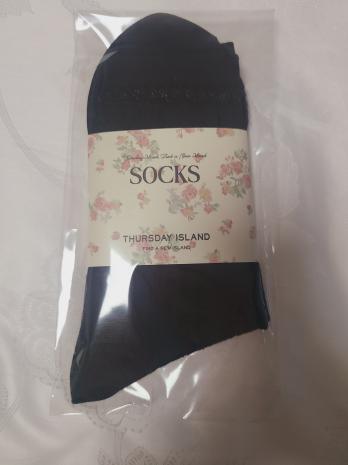 SOCKS
THURSDAY ISLAND
FIND A NEW ISLAND